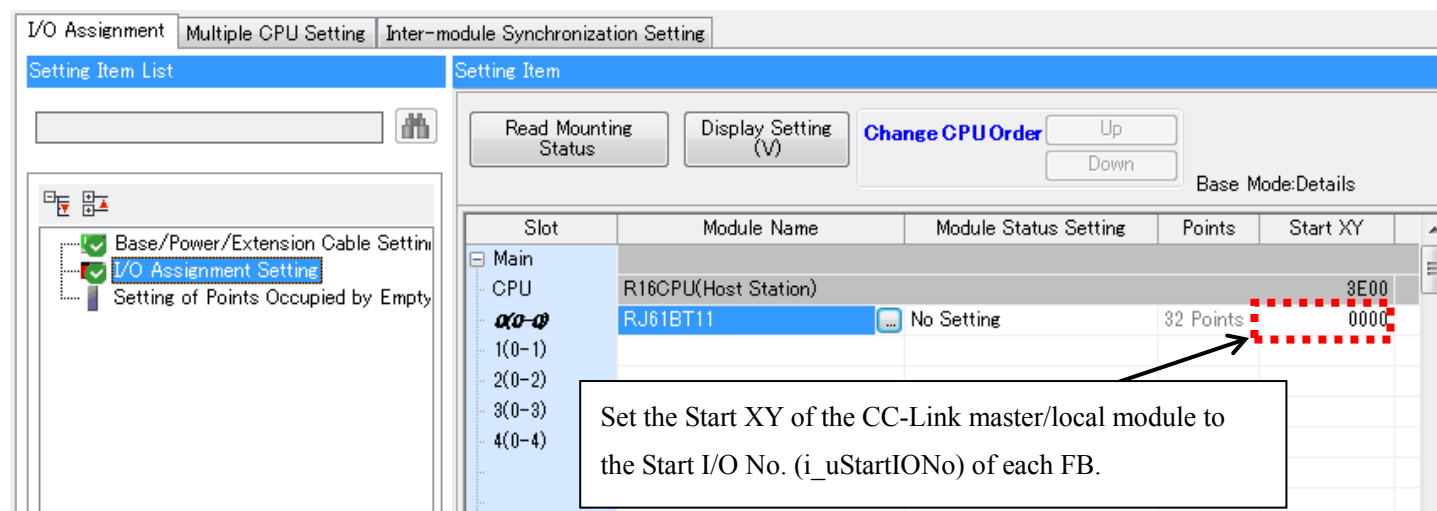 I/O Assignment Multiple CPU Setting Inter-module Synchronization Setting
Setting Item List
Setting Item
Read Mounting
Status
Display Setting
(V)
Change CPU Order
Up
Down
Base Mode:Details
Base/Power/Extension Cable Settin
I/O Assignment Setting
Setting of Points Occupied by Empty
Slot Module Name Module Status Setting Points Start XY
Main
CPU R16CPU(Host Station) 3E00
0(0-0) RJ61BT11 ... No Setting 32 Points 0000
1(0-1)
2(0-2)
3(0-3)
4(0-4)
Set the Start XY of the CC-Link master/local module to
the Start I/O No. (i_uStartIONo) of each FB.